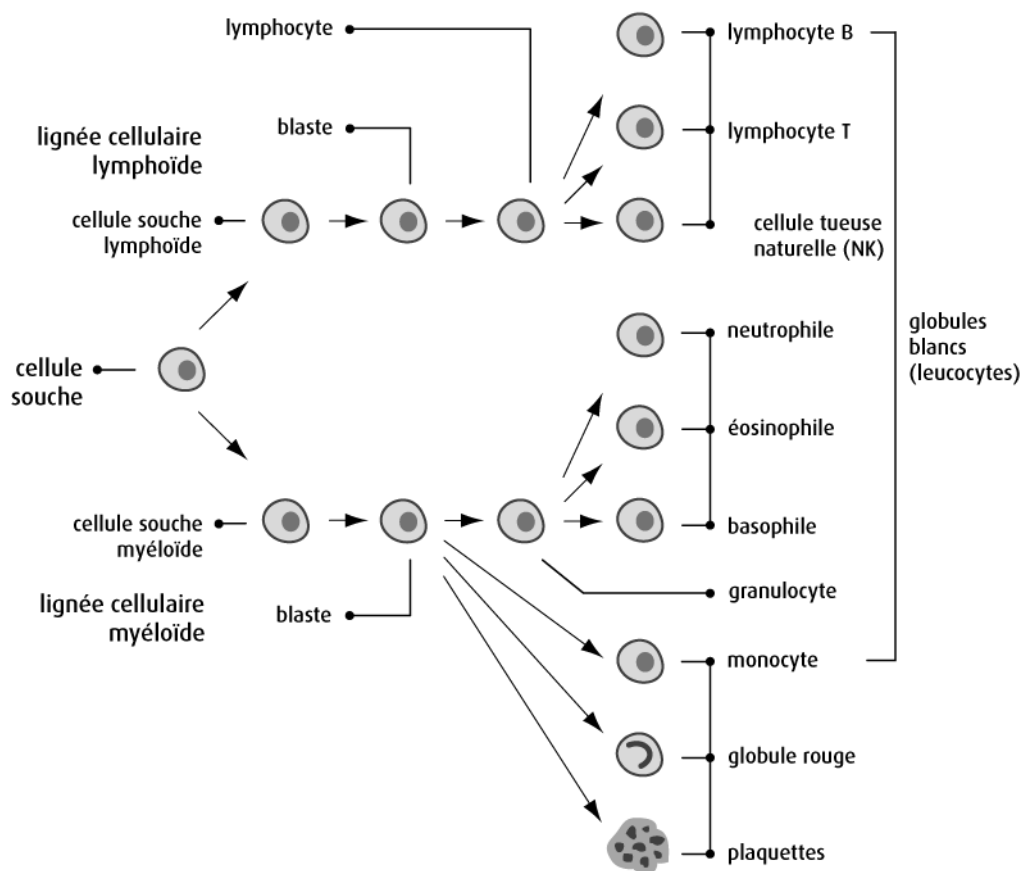 lymphocyte
lymphocyte B
blaste
lymphocyte T
lignée cellulaire
lymphoïde
cellule souche
lymphoïde
cellule tueuse
naturelle (NK)
cellule
souche
neutrophile
globules
blancs
(leucocytes)
éosinophile
cellule souche
myéloïde
basophile
lignée cellulaire
myéloïde
blaste
granulocyte
monocyte
globule rouge
plaquettes